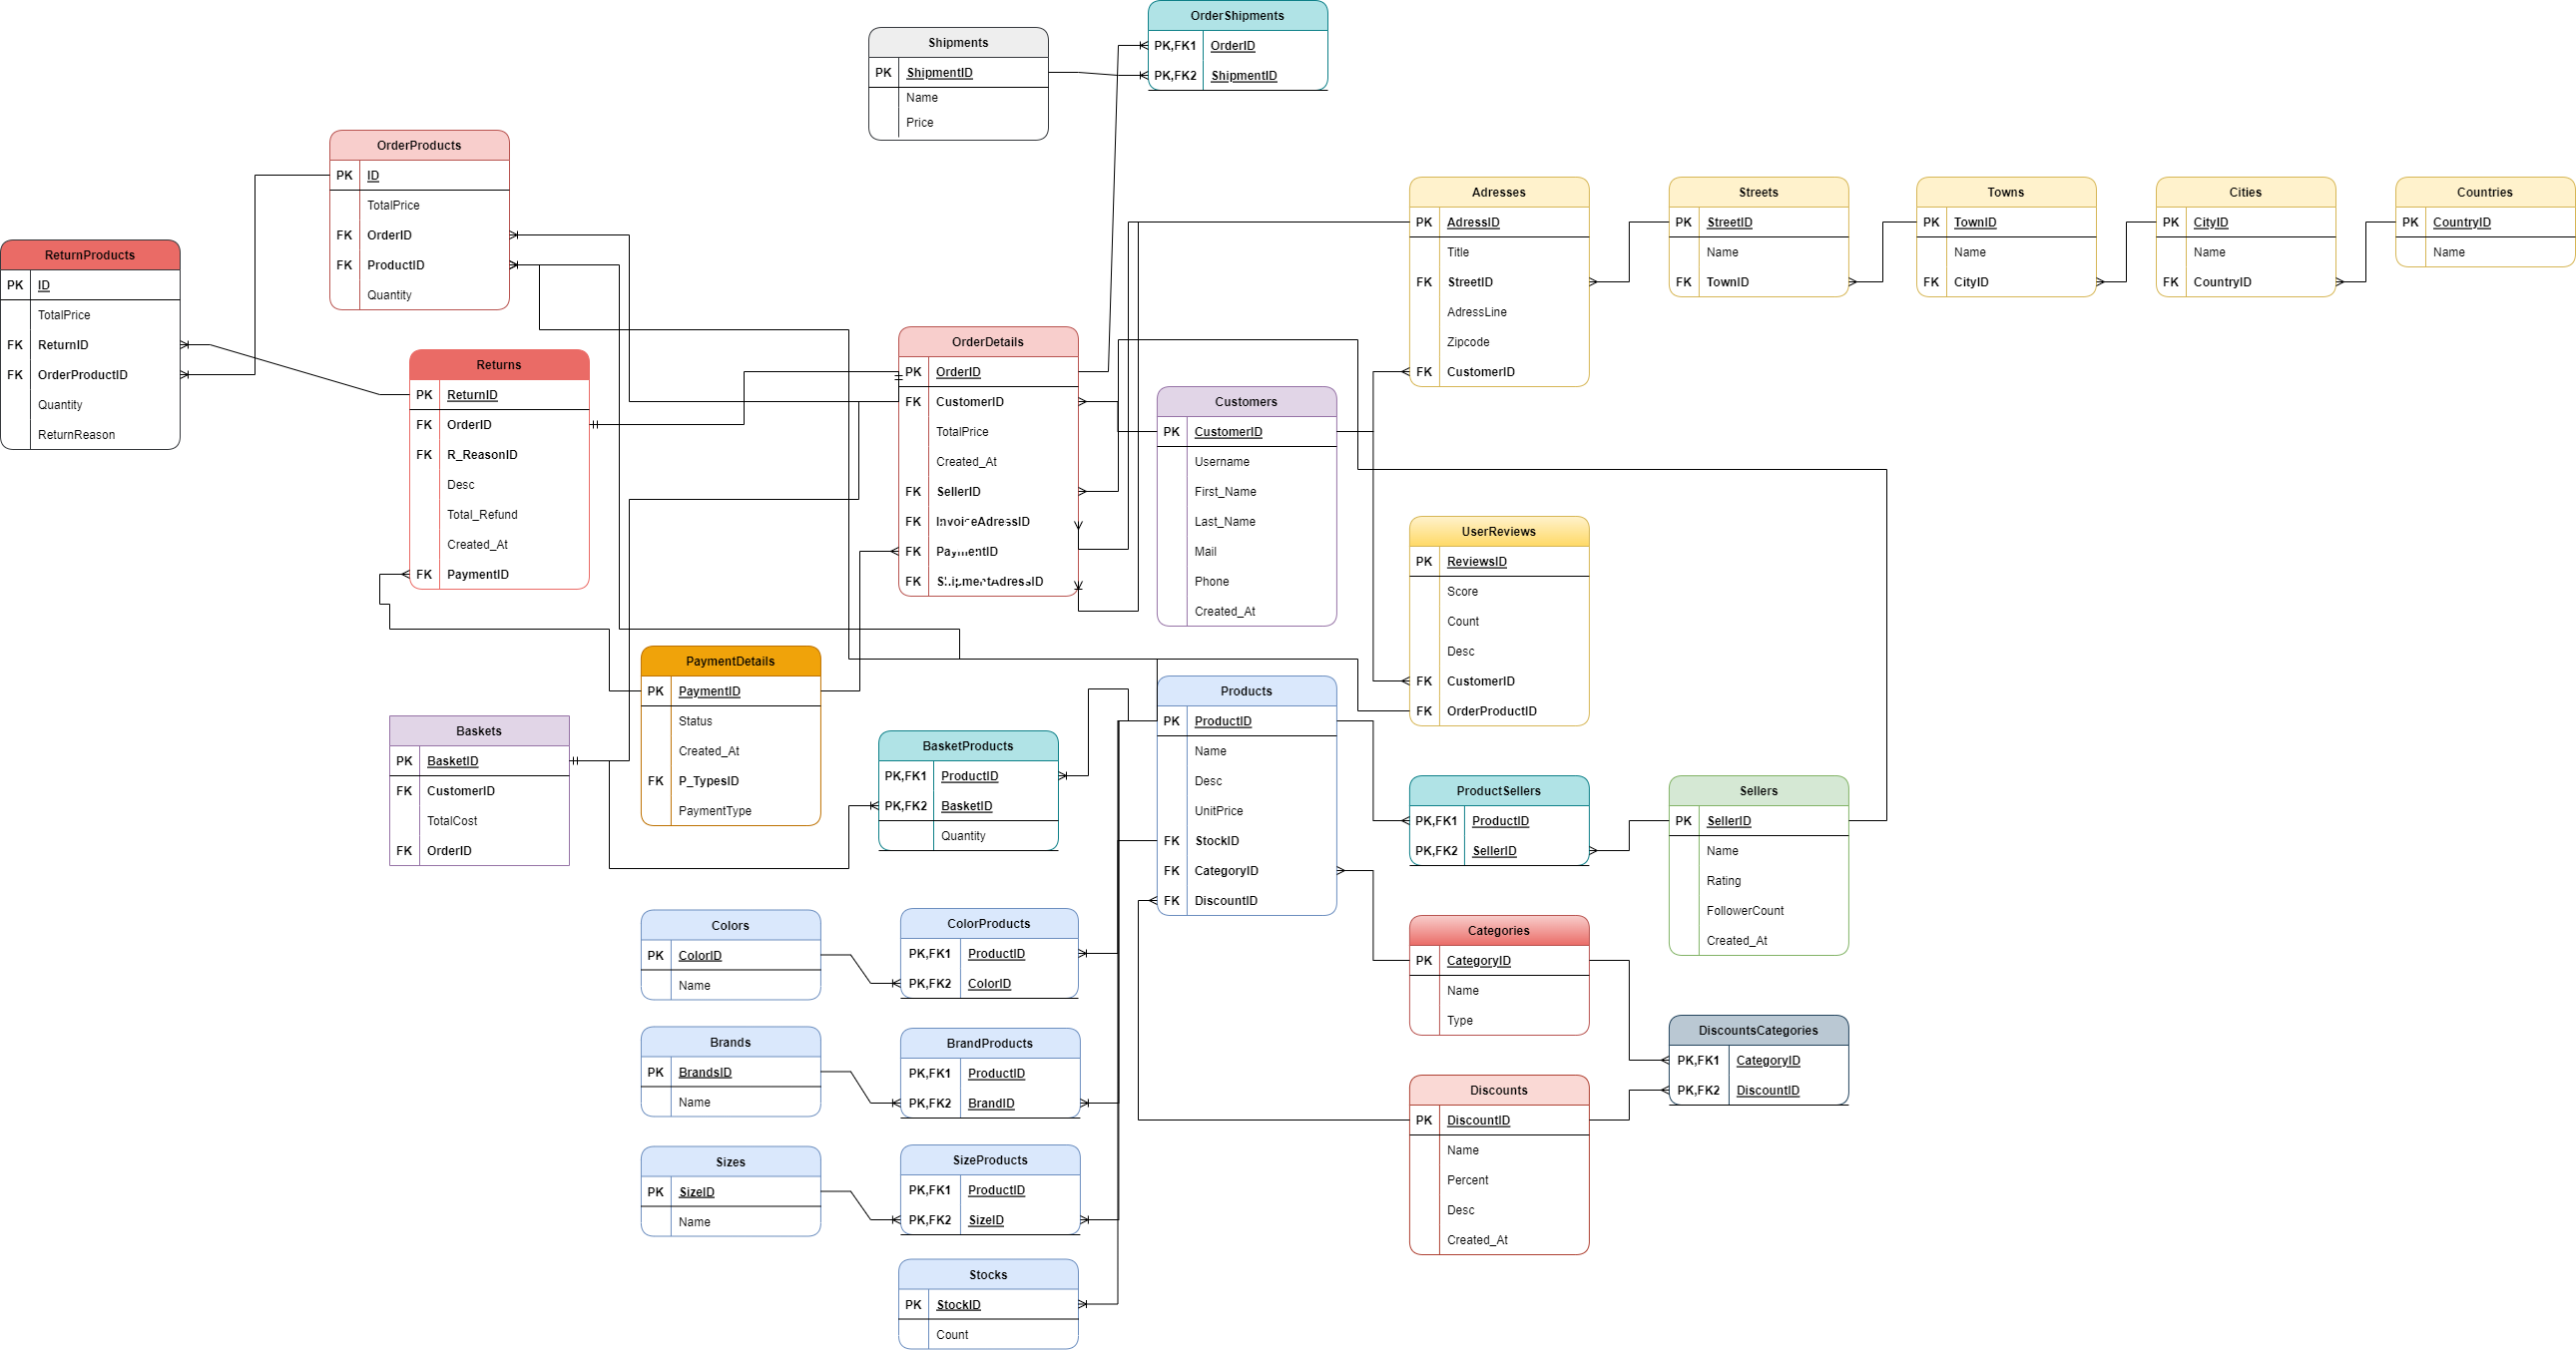 OrderShipments
PK,FK1 OrderID
PK,FK2 ShipmentID
Shipments
PK ShipmentID
Name
Price
OrderProducts
PK ID
TotalPrice
FK OrderID
FK ProductID
Quantity
ReturnProducts
PK ID
TotalPrice
FK ReturnID
FK OrderProductID
Quantity
ReturnReason
Returns
PK ReturnID
FK OrderID
FK R_ReasonID
Desc
Total_Refund
Created_At
FK PaymentID
OrderDetails
PK OrderID
FK CustomerID
TotalPrice
Created_At
FK SellerID
FK InvoiceAdressID
FK PaymentID
FK ShipmentAdressID
Customers
PK CustomerID
Username
First_Name
Last_Name
Mail
Phone
Created_At
Adresses
PK AdressID
Title
FK StreetID
AdressLine
Zipcode
FK CustomerID
Streets
PK StreetID
Name
FK TownID
Towns
PK TownID
Name
FK CityID
Cities
PK CityID
Name
FK CountryID
Countries
PK CountryID
Name
UserReviews
PK ReviewsID
Score
Count
Desc
FK CustomerID
FK OrderProductID
PaymentDetails
PK PaymentID
Status
Created_At
FK P_TypesID
PaymentType
Baskets
PK BasketID
FK CustomerID
TotalCost
FK OrderID
BasketProducts
PK,FK1 ProductID
PK,FK2 BasketID
Quantity
Products
PK ProductID
Name
Desc
UnitPrice
FK StockID
FK CategoryID
FK DiscountID
ProductSellers
PK,FK1 ProductID
PK,FK2 SellerID
Sellers
PK SellerID
Name
Rating
FollowerCount
Created_At
Colors
PK ColorID
Name
ColorProducts
PK,FK1 ProductID
PK,FK2 ColorID
Categories
PK CategoryID
Name
Type
DiscountsCategories
PK,FK1 CategoryID
PK,FK2 DiscountID
Brands
PK BrandsID
Name
BrandProducts
PK,FK1 ProductID
PK,FK2 BrandID
Discounts
PK DiscountID
Name
Percent
Desc
Created_At
Sizes
PK SizeID
Name
SizeProducts
PK,FK1 ProductID
PK,FK2 SizeID
Stocks
PK StockID
Count